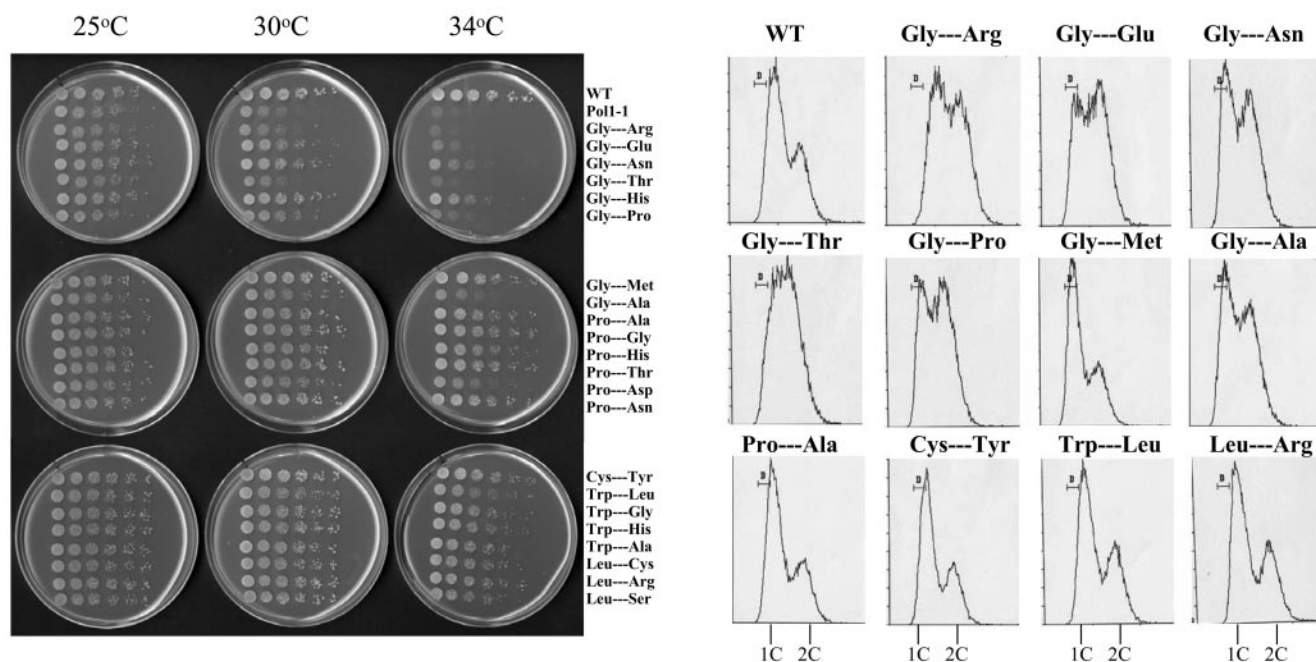 25°C 30°C 34°C
WT
Pol1-1
Gly---Arg
Gly---Glu
Gly---Asn
Gly---Thr
Gly---His
Gly---Pro
Gly---Met
Gly---Ala
Pro---Ala
Pro---Gly
Pro---His
Pro---Thr
Pro---Asp
Pro---Asn
Cys---Tyr
Trp---Leu
Trp---Gly
Trp---His
Trp---Ala
Leu---Cys
Leu---Arg
Leu---Ser
WT Gly---Arg Gly---Glu Gly---Asn
D D D D
Gly---Thr Gly---Pro Gly---Met Gly---Ala
D D D D
Pro---Ala Cys---Tyr Trp---Leu Leu---Arg
D D D D
1C 2C 1C 2C 1C 2C 1C 2C